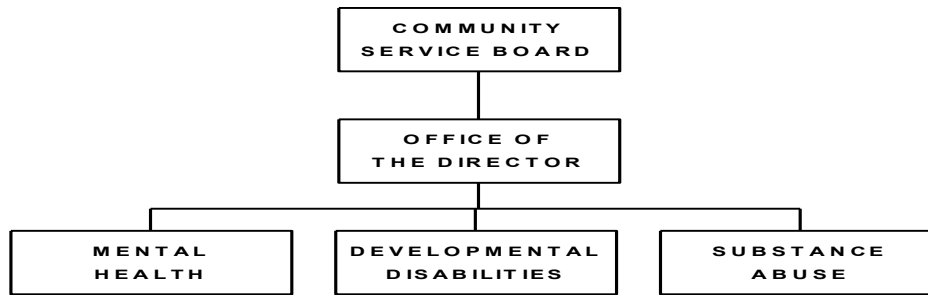 COMMUNITY
SERVICE BOARD
OFFICE OF
THE DIRECTOR
MENTAL
HEALTH
DEVELOPMENTAL
DISABILITIES
SUBSTANCE
ABUSE